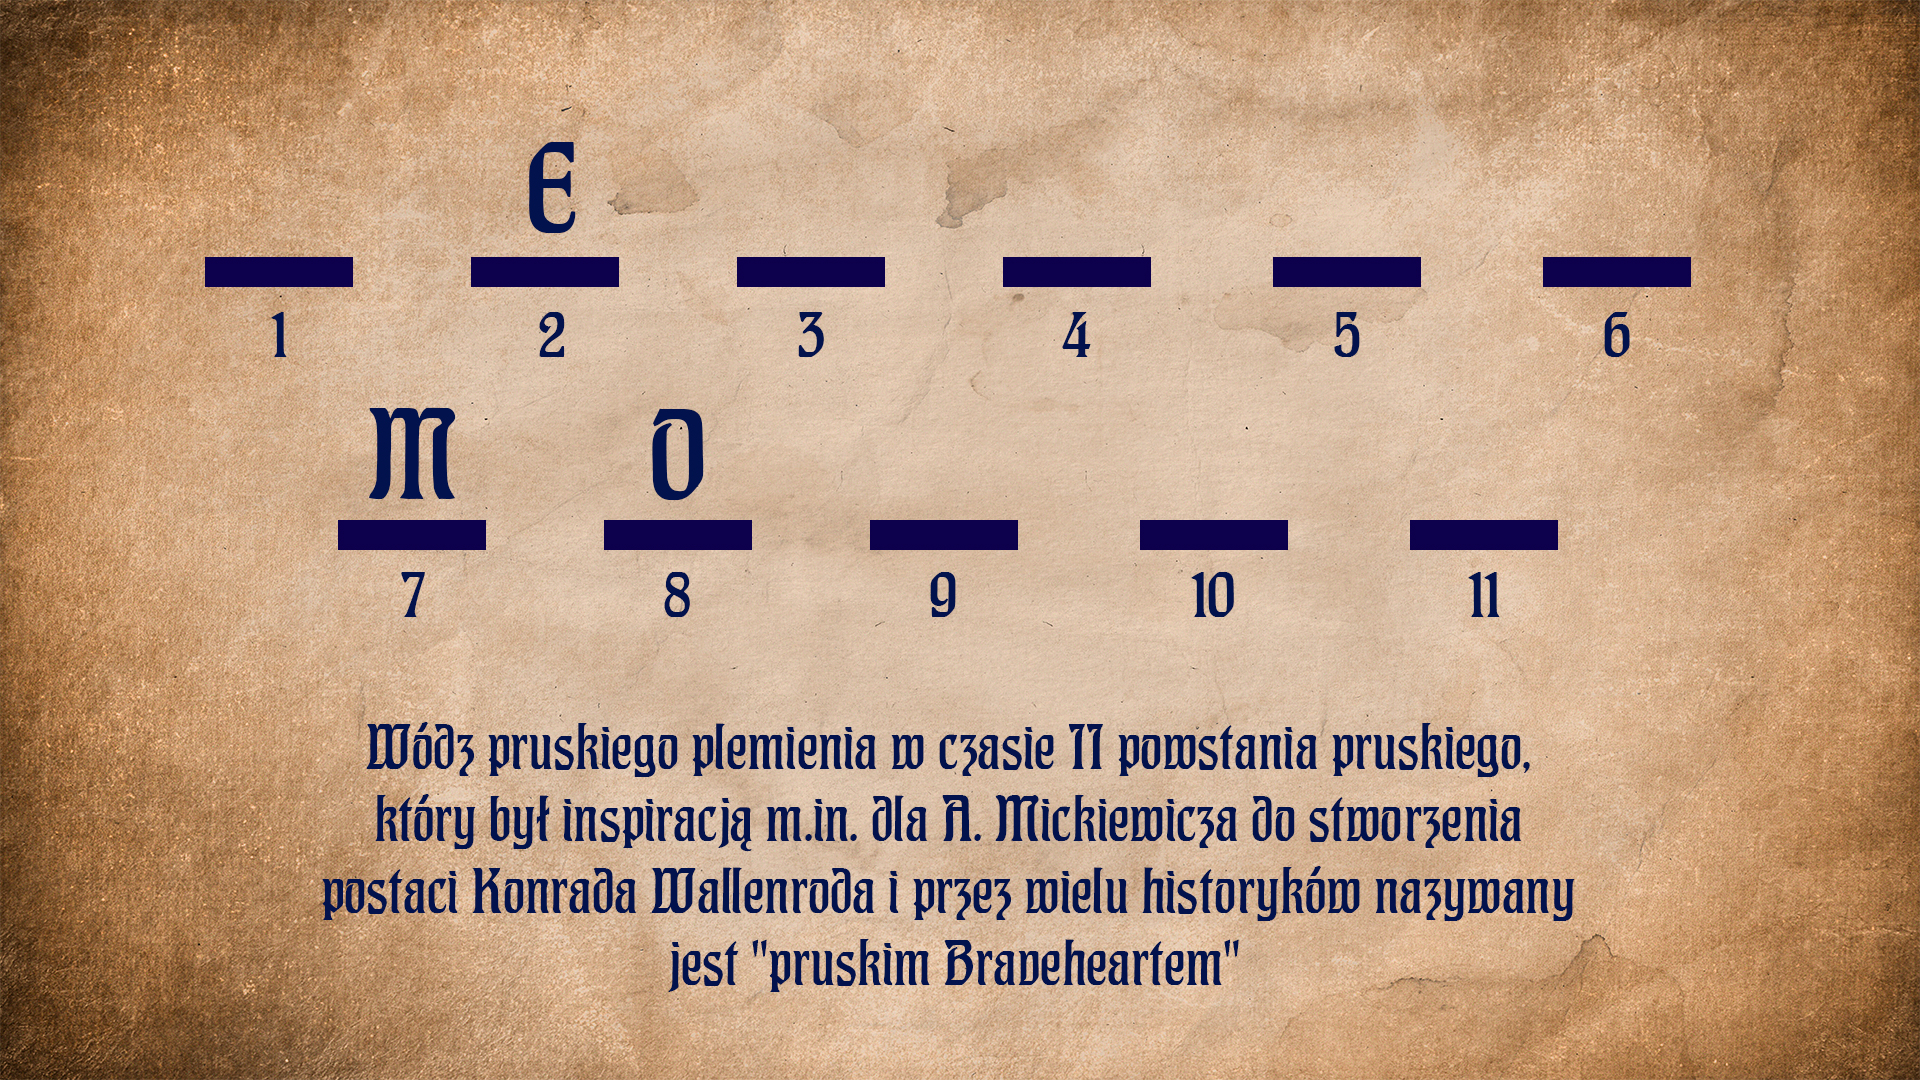 E
1 2 3 4 5 6
M O
7 8 9 10 11
Wódz pruskiego plemienia w czasie II powstania pruskiego,
który był inspiracją m.in. dla A. Mickiewicza do stworzenia
postaci Konrada Wallenroda i przez wielu historyków nazywany
jest "pruskim Braveheartem"